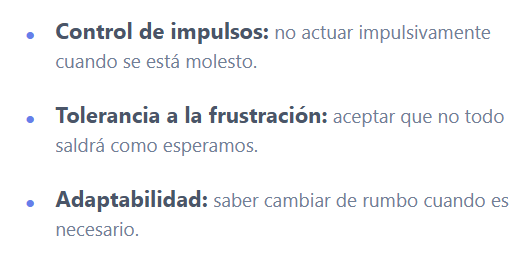 Control de impulsos: no actuar impulsivamente
cuando se está molesto.
Tolerancia a la frustración: aceptar que no todo
saldrá como esperamos.
Adaptabilidad: saber cambiar de rumbo cuando es
necesario.